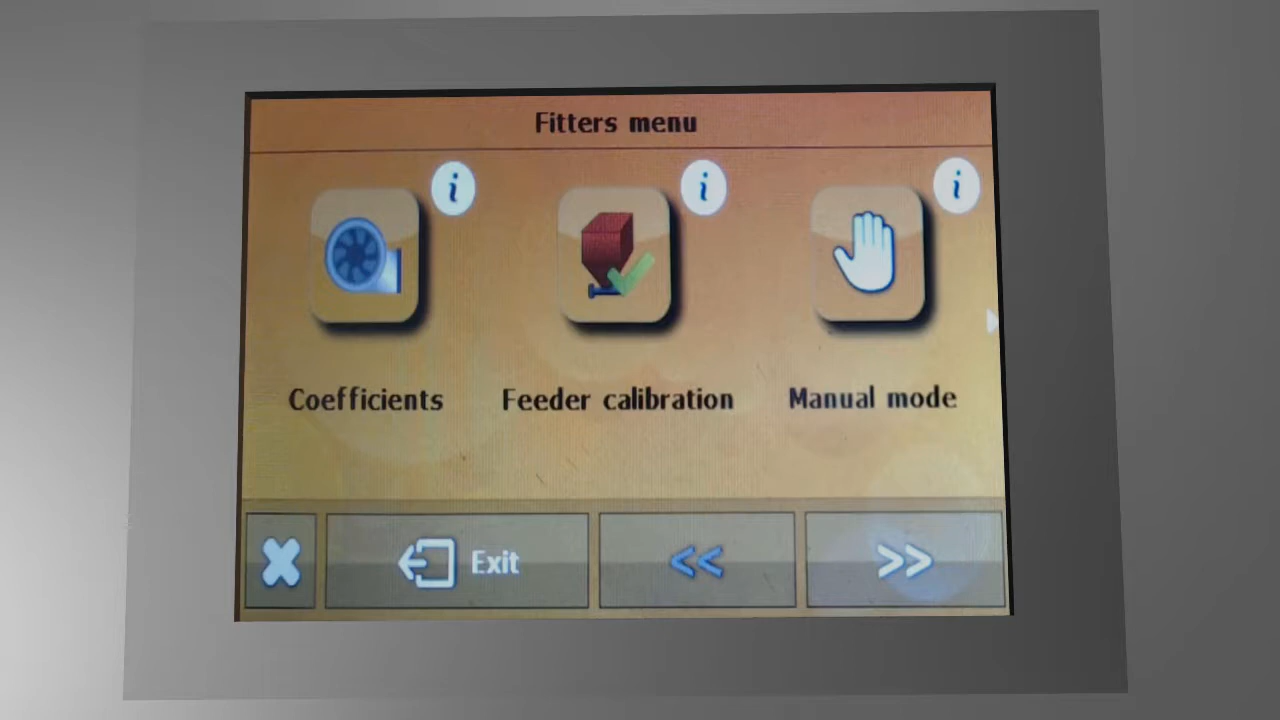 Fitters menu
i i i
Coefficients Feeder calibration Manual mode
Exit << >>